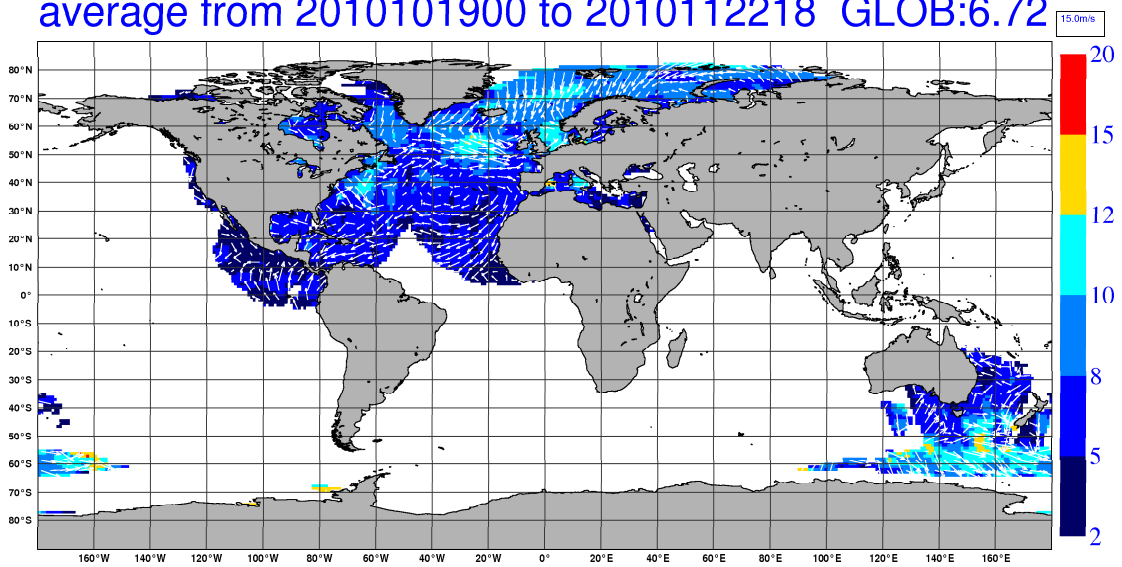 average from 2010101900 to 2010112218 GLOB:6.72
15.0m/s
20
15
12
10
8
5
2
80°N
70°N
60°N
50°N
40°N
30°N
20°N
10°N
0°
10°S
20°S
30°S
40°S
50°S
60°S
70°S
80°S
160°W 140°W 120°W 100°W 80°W 60°W 40°W 20°W 0° 20°E 40°E 60°E 80°E 100°E 120°E 140°E 160°E